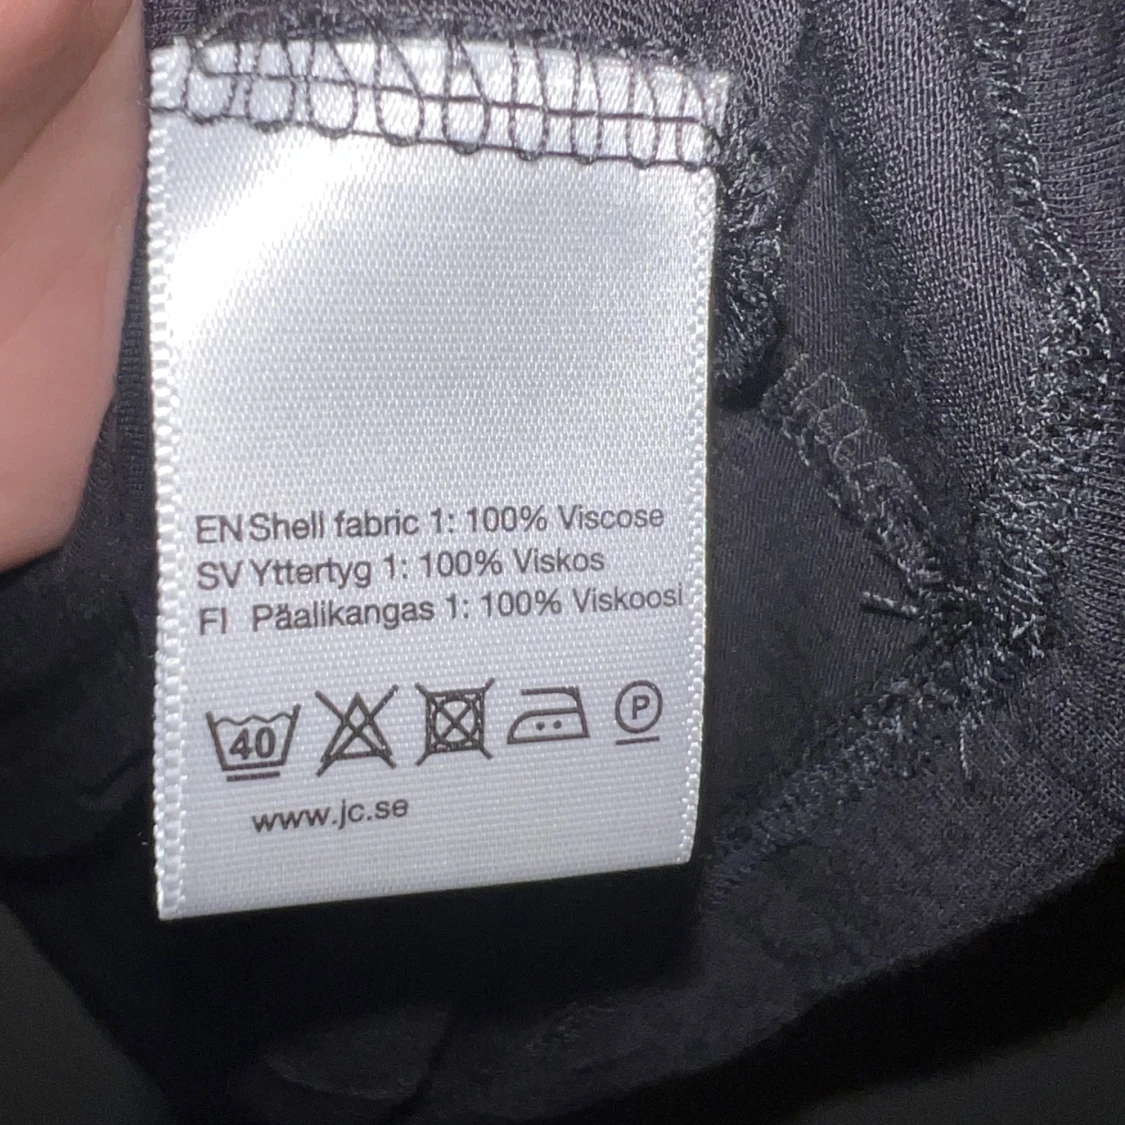 EN Shell fabric 1: 100% Viscose
SV Yttertyg 1: 100% Viskos
FI Pääalikangas 1: 100% Viskoosi
40 P
www.jc.se